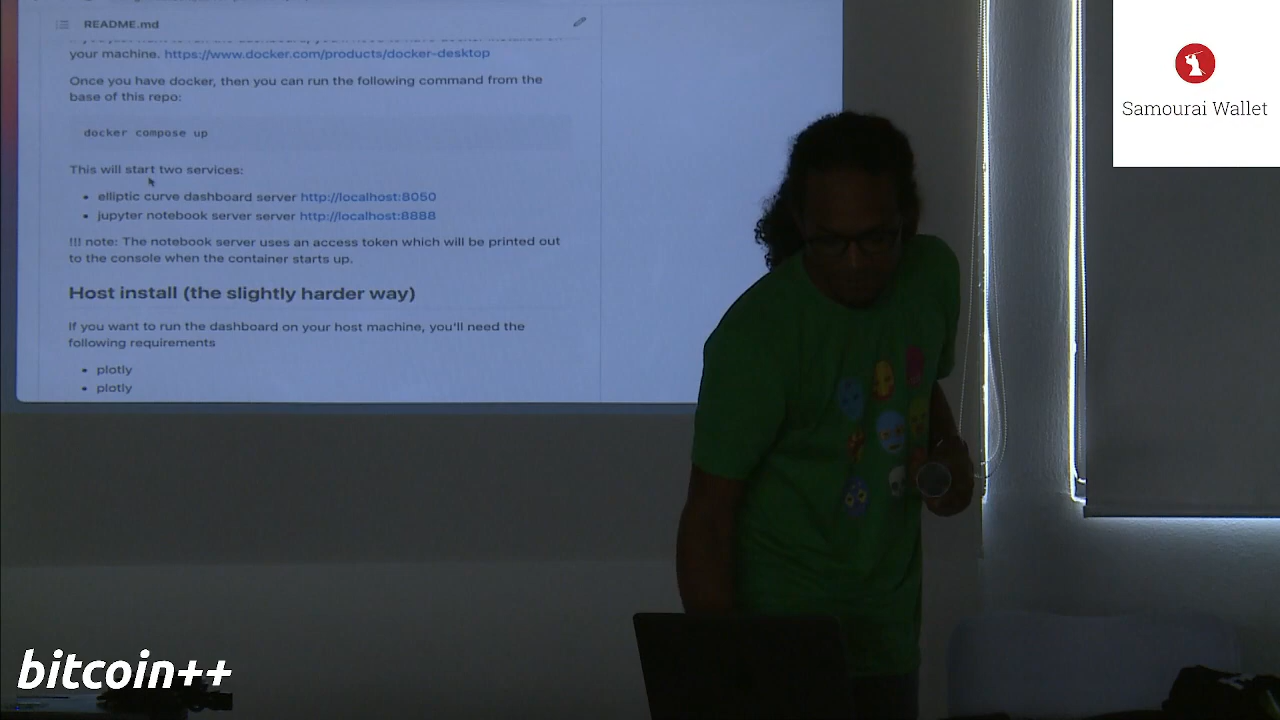 README.md
your machine. https://www.docker.com/products/docker-desktop
Once you have docker, then you can run the following command from the
base of this repo:
docker compose up
This will start two services:
• elliptic curve dashboard server http://localhost:8050
• jupyter notebook server server http://localhost:8888
!!! note: The notebook server uses an access token which will be printed out
to the console when the container starts up.
Host install (the slightly harder way)
If you want to run the dashboard on your host machine, you'll need the
following requirements
• plotly
• plotly
Samourai Wallet
bitcoin++